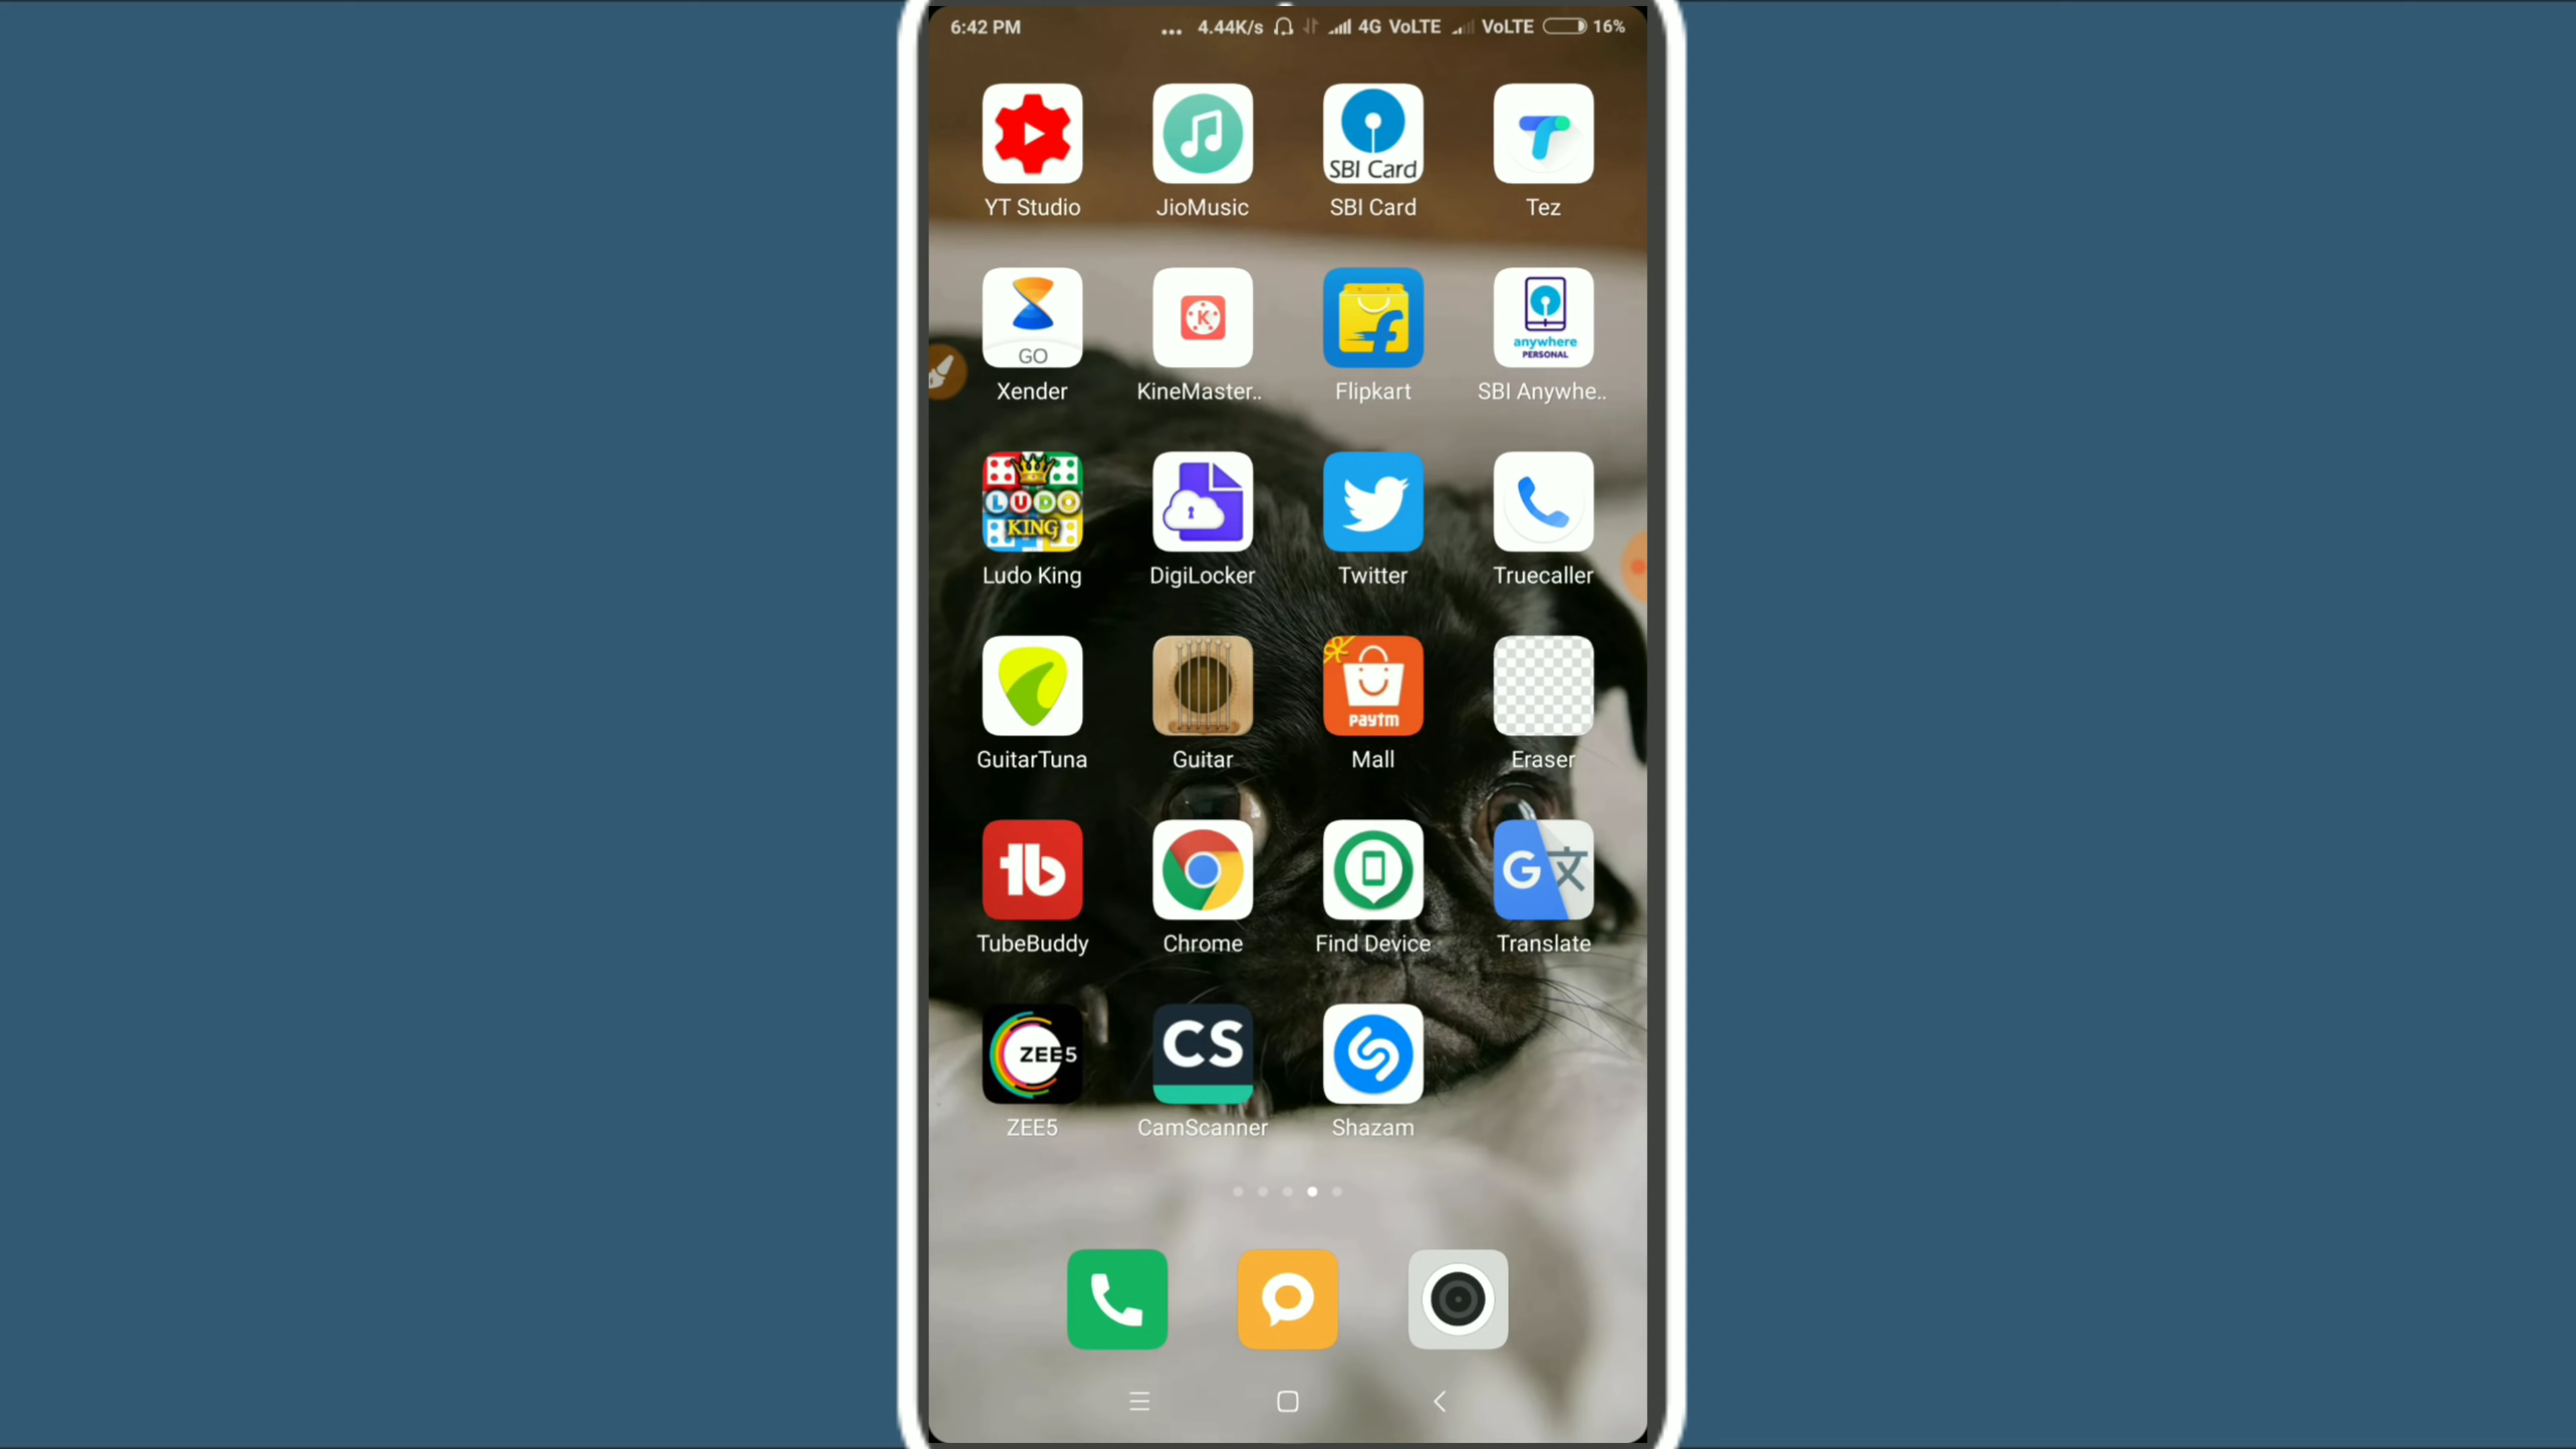 6:42 PM ... 4.44K/s 4G VoLTE VoLTE 16%
SBI Card
YT Studio JioMusic SBI Card Tez
GO
K
anywhere
PERSONAL
Xender KineMaster.. Flipkart SBI Anywhe..
LUDO
KING
Ludo King DigiLocker Twitter Truecaller
paytm
GuitarTuna Guitar Mall Eraser
tb G 文
TubeBuddy Chrome Find Device Translate
ZEE5 CS
ZEE5 CamScanner Shazam